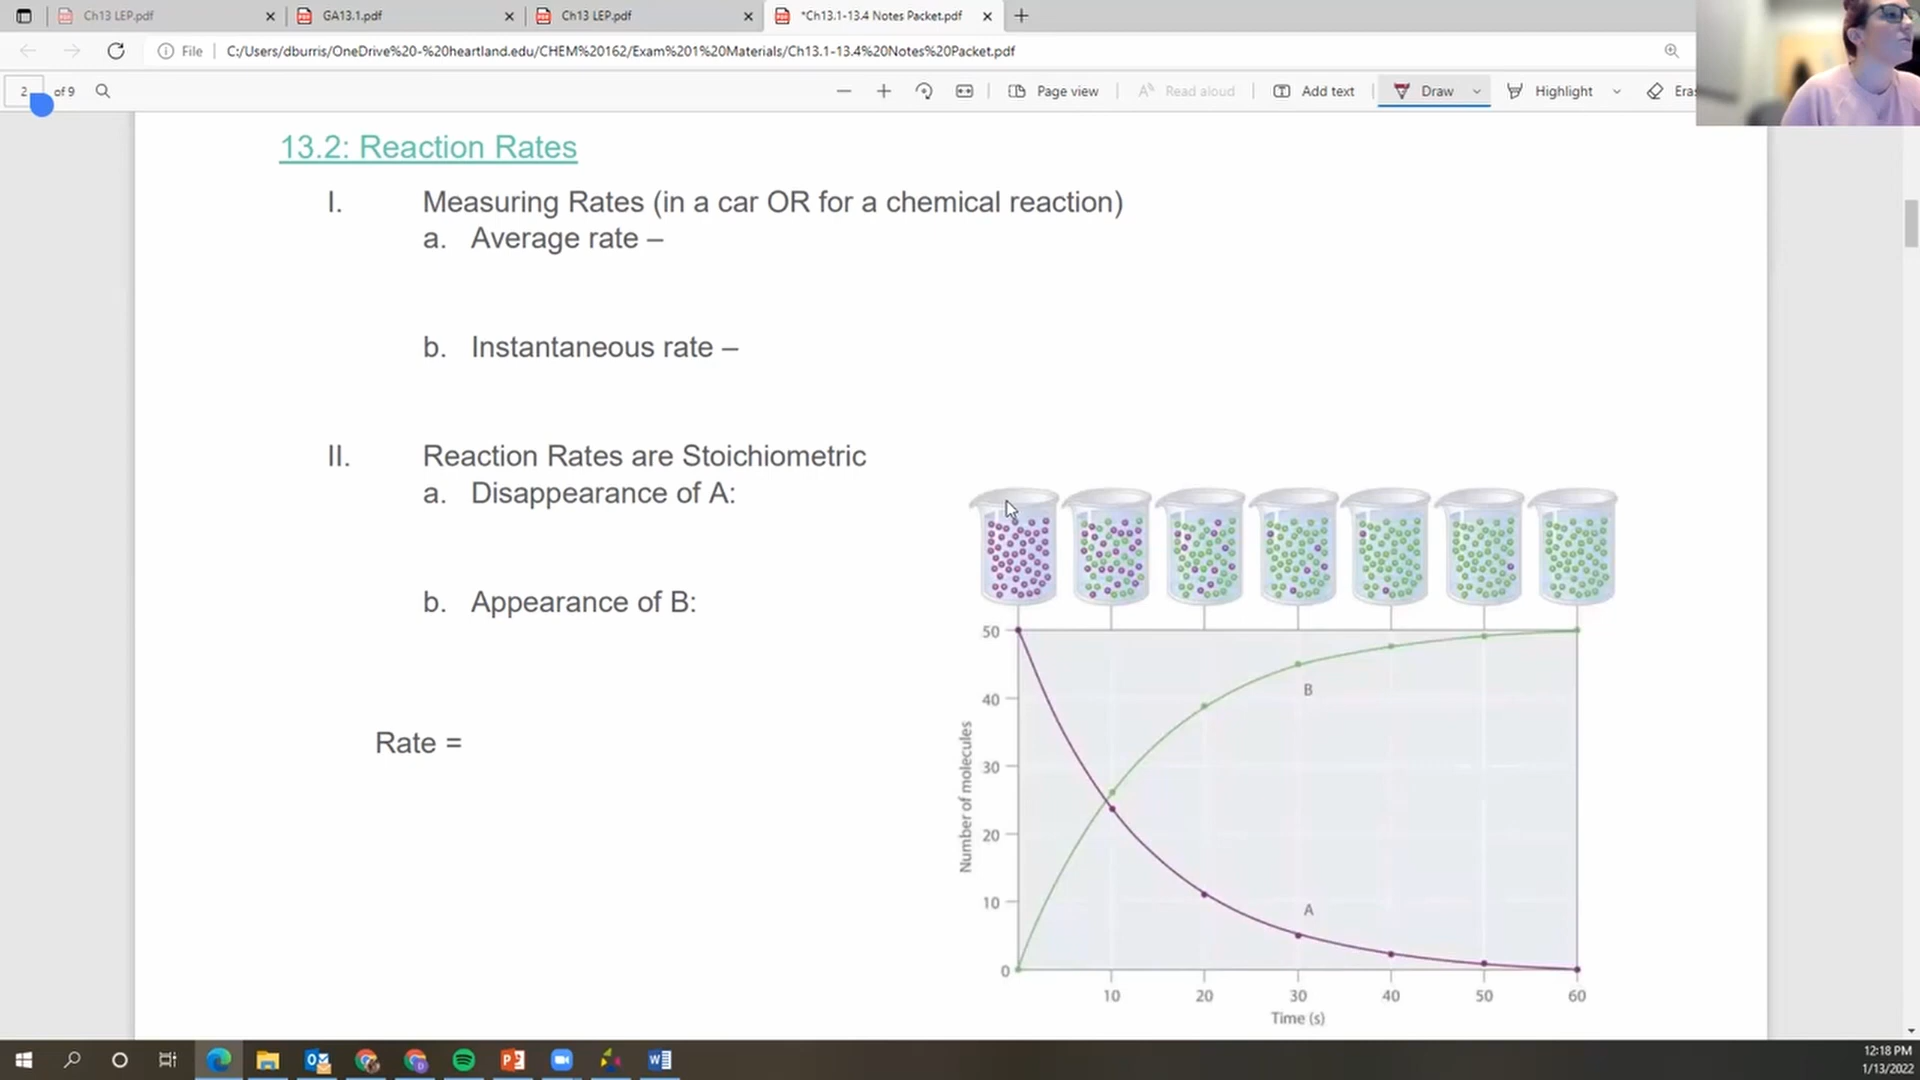 Ch13 LEP.pdf
GA13.1.pdf
Ch13 LEP.pdf
*Ch13.1-13.4 Notes Packet.pdf
File
C:/Users/dburris/OneDrive%20-%20heartland.edu/CHEM%20162/Exam%201%20Materials/Ch13.1-13.4%20Notes%20Packet.pdf
2 of 9
Page view
Read aloud
Add text
Draw
Highlight
Eras
13.2: Reaction Rates
I. Measuring Rates (in a car OR for a chemical reaction)
a. Average rate –
b. Instantaneous rate –
II. Reaction Rates are Stoichiometric
a. Disappearance of A:
b. Appearance of B:
Rate =
50
40
30
20
10
0
Number of molecules
B
A
10 20 30 40 50 60
Time (s)
12:18 PM
1/13/2022